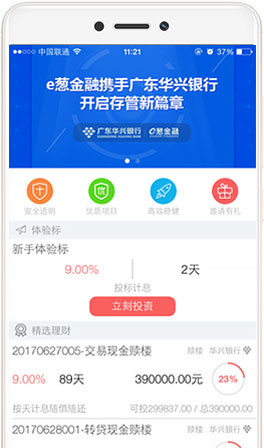 中国联通 11:21 37%
e葱金融携手广东华兴银行
开启存管新篇章
广东华兴银行 e葱金融
安全透明 优质项目 高效稳健 邀请有礼
体验标
新手体验标
9.00% 2天
投标计息
立刻投资
精选理财
20170627005-交易现金赎楼 赎楼 华兴银行
9.00% 89天 390000.00元 23%
按天计息随借随还 可投299837.00 / 总390000.00
20170628001-转贷现金赎楼 赎楼 华兴银行